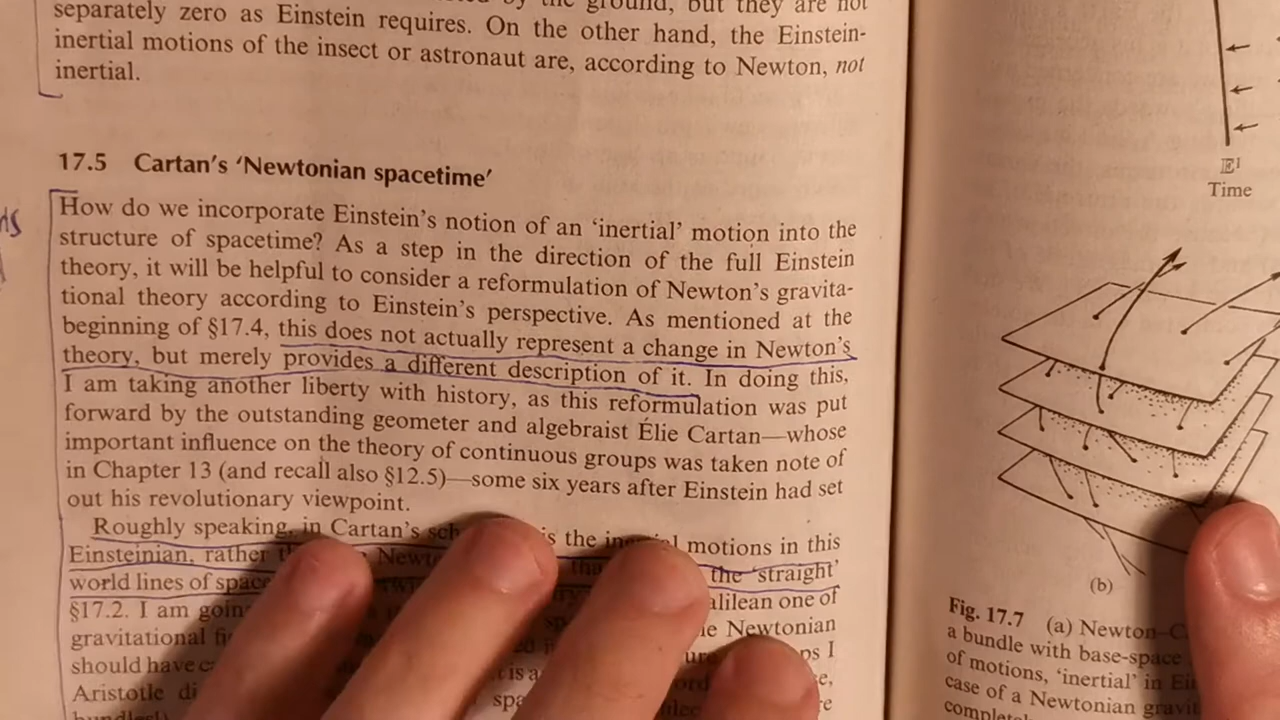 by the ground, but they are not
separately zero as Einstein requires. On the other hand, the Einstein-
inertial motions of the insect or astronaut are, according to Newton, not
inertial.
17.5 Cartan's 'Newtonian spacetime'
How do we incorporate Einstein's notion of an 'inertial' motion into the
structure of spacetime? As a step in the direction of the full Einstein
theory, it will be helpful to consider a reformulation of Newton's gravita-
tional theory according to Einstein's perspective. As mentioned at the
beginning of §17.4, this does not actually represent a change in Newton's
theory, but merely provides a different description of it. In doing this,
I am taking another liberty with history, as this reformulation was put
forward by the outstanding geometer and algebraist Élie Cartan—whose
important influence on the theory of continuous groups was taken note of
in Chapter 13 (and recall also §12.5)—some six years after Einstein had set
out his revolutionary viewpoint.
Roughly speaking, in Cartan's is the motions in this
Einsteinian, rather
world lines of the 'straight'
§17.2. I am of
gravitational Newtonian
should have I
Aristotle
𝔼¹
Time
(b)
Fig. 17.7 (a)
a bundle with base-space
of motions, 'inertial' in
case of a Newtonian